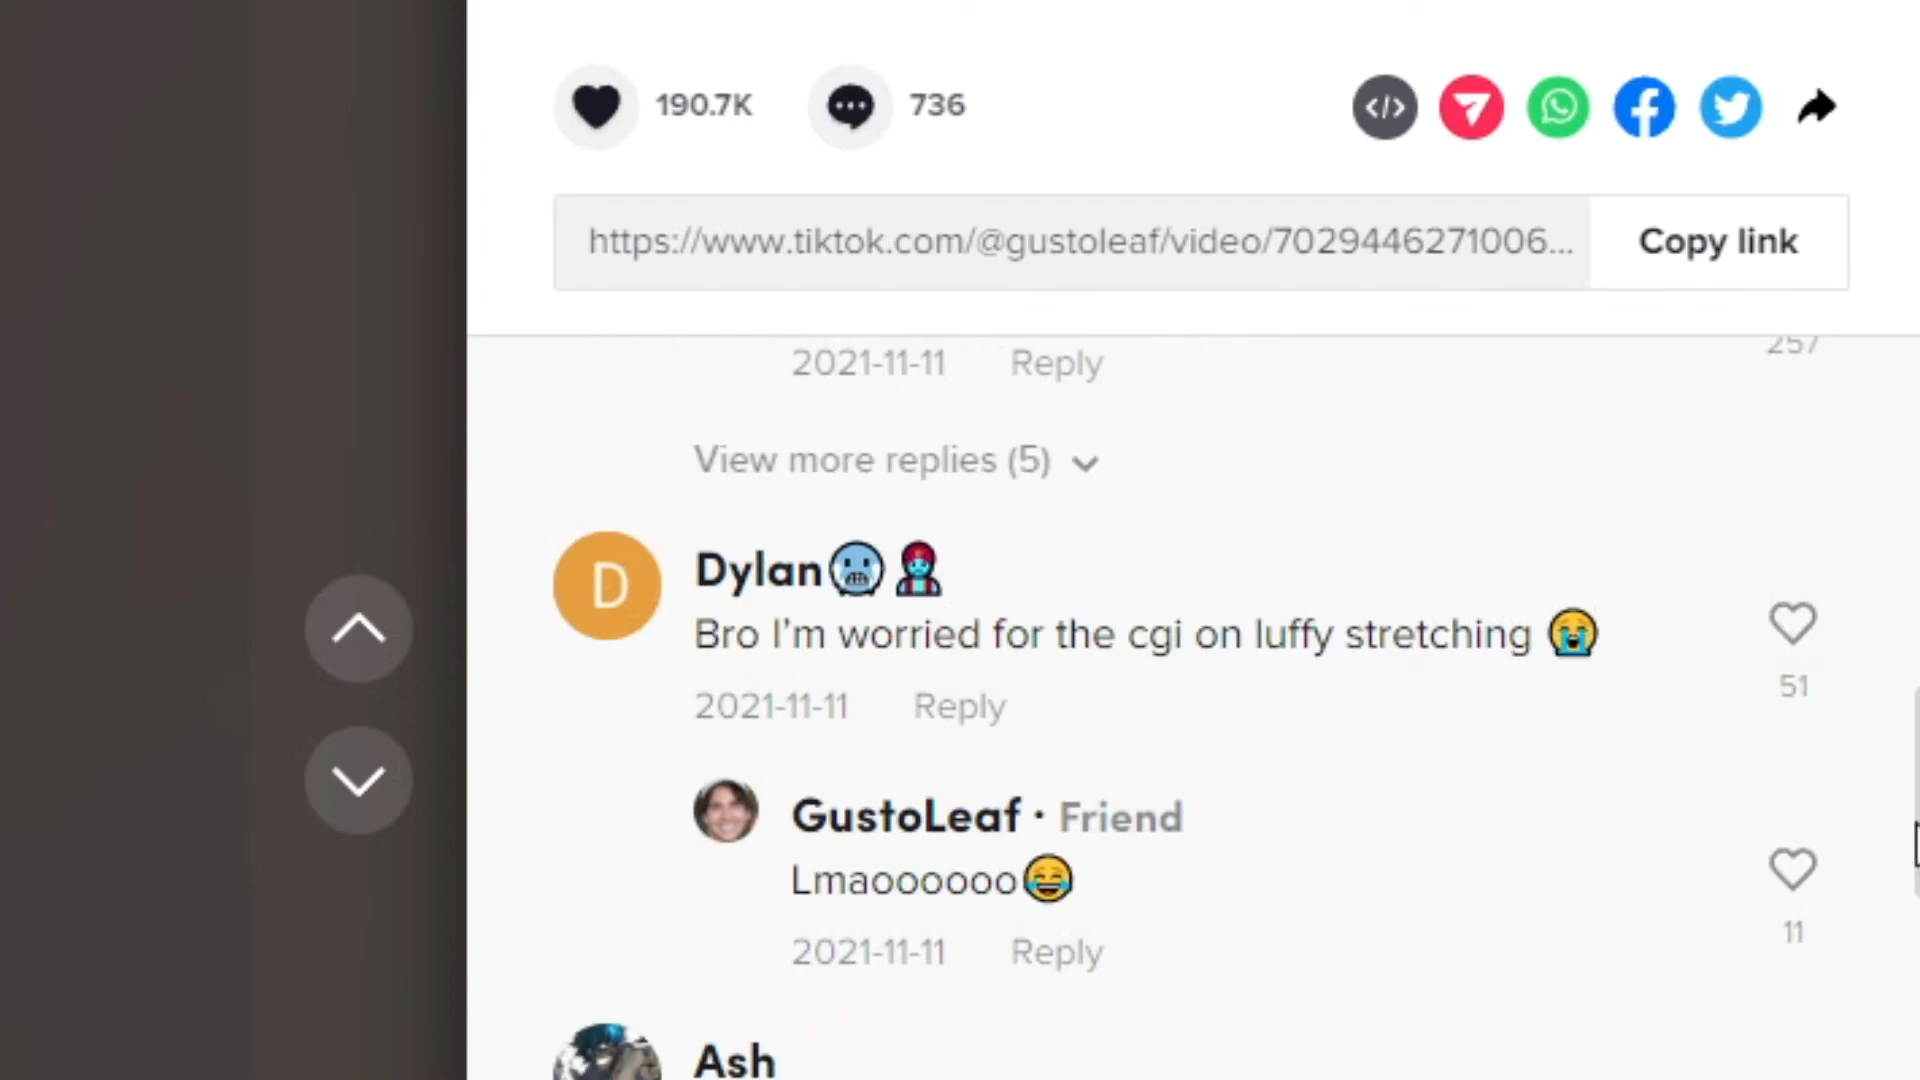 190.7K 736
https://www.tiktok.com/@gustoleaf/video/7029446271006... Copy link
2021-11-11 Reply 257
View more replies (5)
D Dylan
Bro I'm worried for the cgi on luffy stretching 😭
51
2021-11-11 Reply
GustoLeaf · Friend
Lmaoooooo😂
11
2021-11-11 Reply
Ash